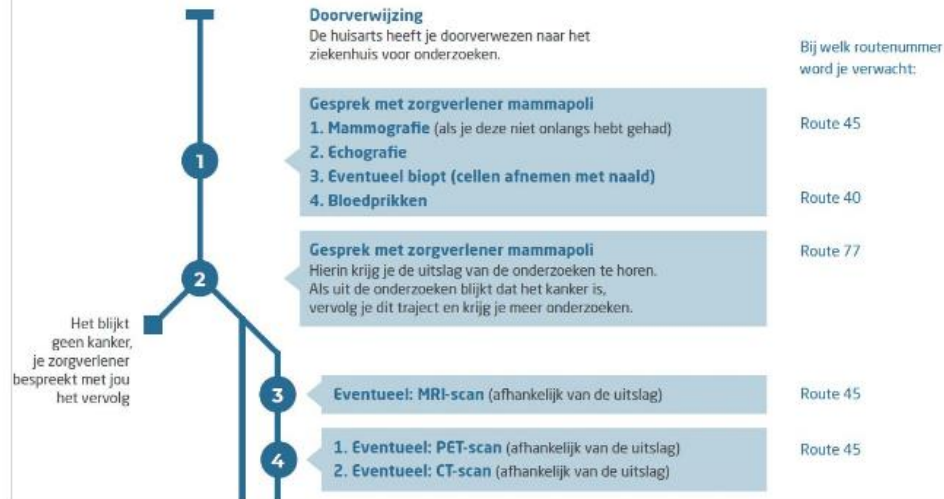 Doorverwijzing
De huisarts heeft je doorverwezen naar het
ziekenhuis voor onderzoeken.
Bij welk routenummer
word je verwacht:
Gesprek met zorgverlener mammapoli
1. Mammografie (als je deze niet onlangs hebt gehad)
Route 45
2. Echografie
1
3. Eventueel biopt (cellen afnemen met naald)
4. Bloedprikken
Route 40
Gesprek met zorgverlener mammapoli
Route 77
Hierin krijg je de uitslag van de onderzoeken te horen.
2
Als uit de onderzoeken blijkt dat het kanker is,
vervolg je dit traject en krijg je meer onderzoeken.
Het blijkt
geen kanker,
je zorgverlener
bespreekt met jou
het vervolg
3
Eventueel: MRI-scan (afhankelijk van de uitslag)
Route 45
4
1. Eventueel: PET-scan (afhankelijk van de uitslag)
Route 45
2. Eventueel: CT-scan (afhankelijk van de uitslag)